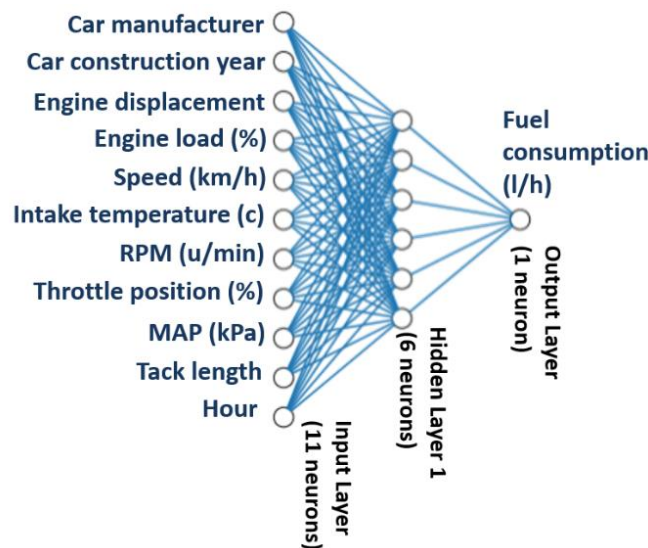 Car manufacturer
Car construction year
Engine displacement
Engine load (%)
Speed (km/h)
Intake temperature (c)
RPM (u/min)
Throttle position (%)
MAP (kPa)
Tack length
Hour
Input Layer
(11 neurons)
Hidden Layer 1
(6 neurons)
Fuel
consumption
(l/h)
Output Layer
(1 neuron)